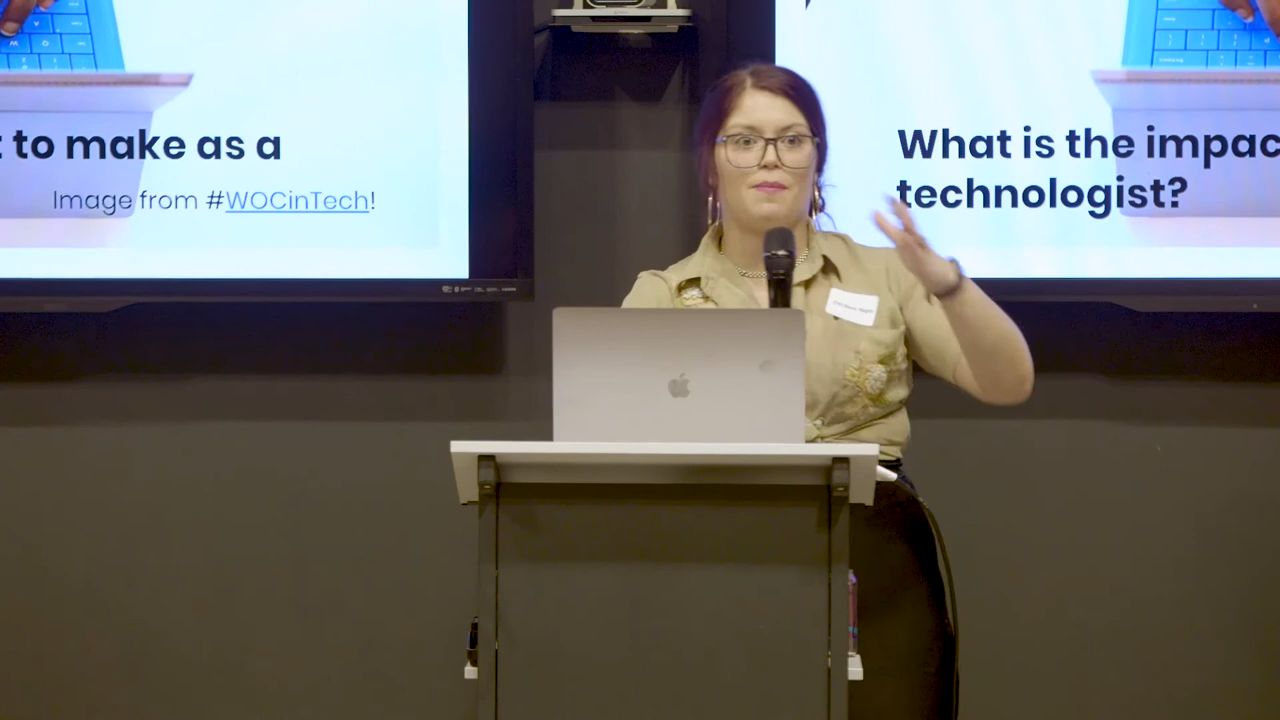 t to make as a
Image from #WOCinTech!
What is the impac
technologist?